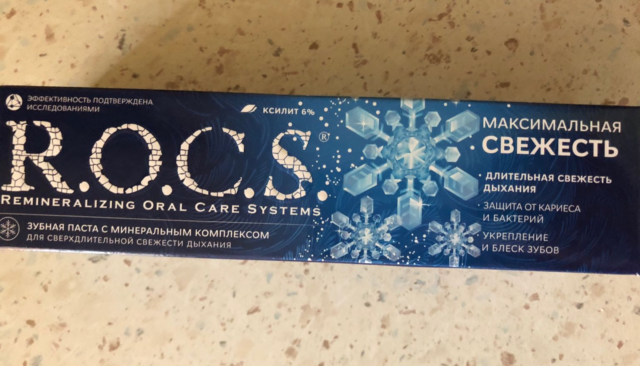 ЭФФЕКТИВНОСТЬ ПОДТВЕРЖДЕНА
ИССЛЕДОВАНИЯМИ
КСИЛИТ 6%
R.O.C.S.®
REMINERALIZING ORAL CARE SYSTEMS
ЗУБНАЯ ПАСТА С МИНЕРАЛЬНЫМ КОМПЛЕКСОМ
ДЛЯ СВЕРХДЛИТЕЛЬНОЙ СВЕЖЕСТИ ДЫХАНИЯ
МАКСИМАЛЬНАЯ
СВЕЖЕСТЬ
· ДЛИТЕЛЬНАЯ СВЕЖЕСТЬ
ДЫХАНИЯ
· ЗАЩИТА ОТ КАРИЕСА
И БАКТЕРИЙ
· УКРЕПЛЕНИЕ
И БЛЕСК ЗУБОВ